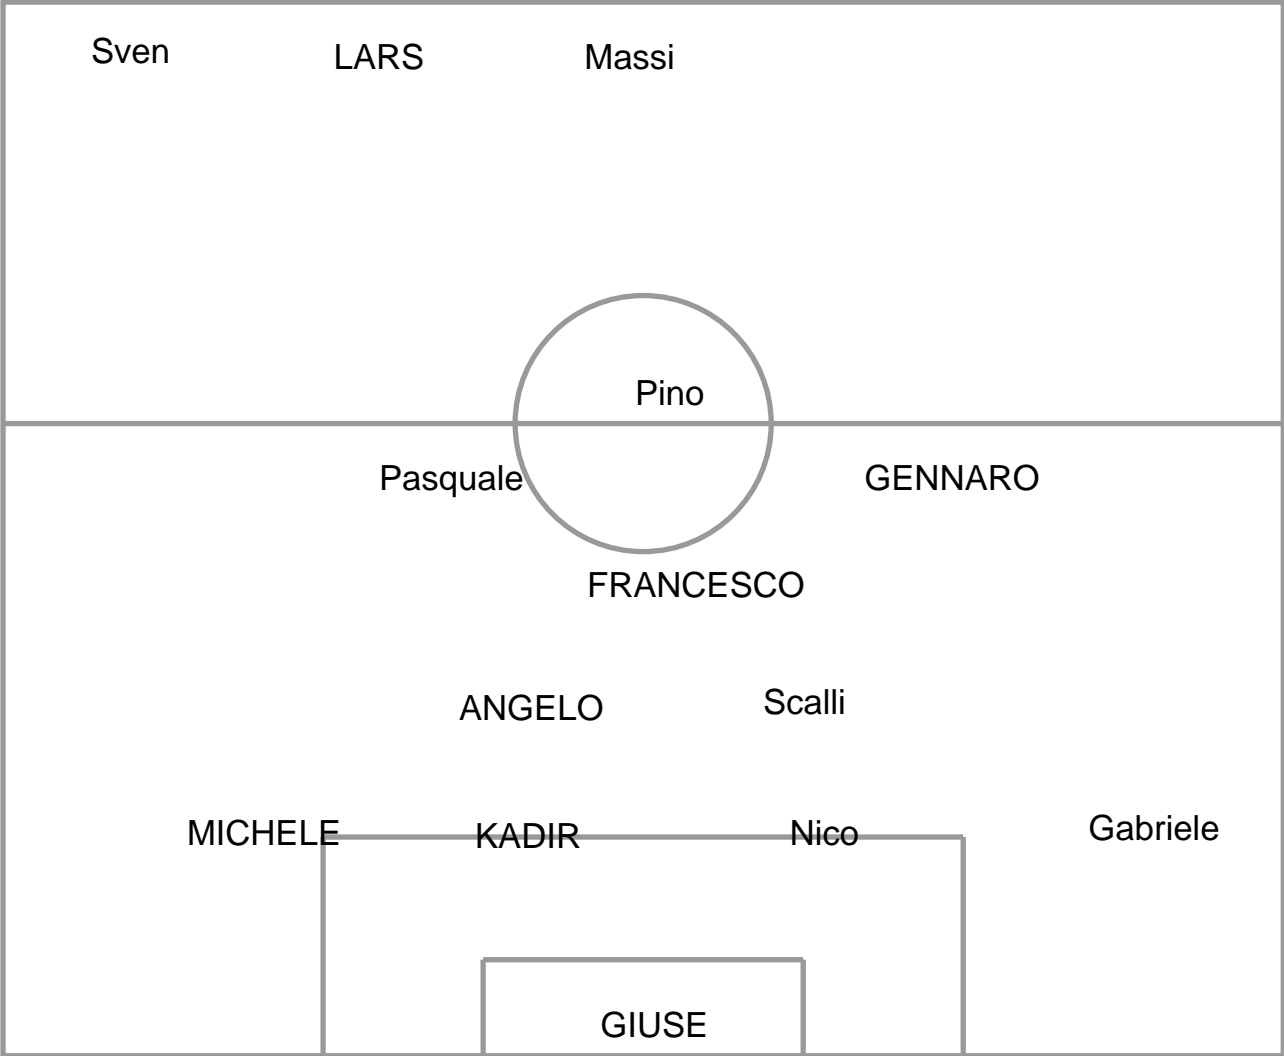 Sven LARS Massi
Pino
Pasquale GENNARO
FRANCESCO
ANGELO Scalli
MICHELE KADIR Nico Gabriele
GIUSE